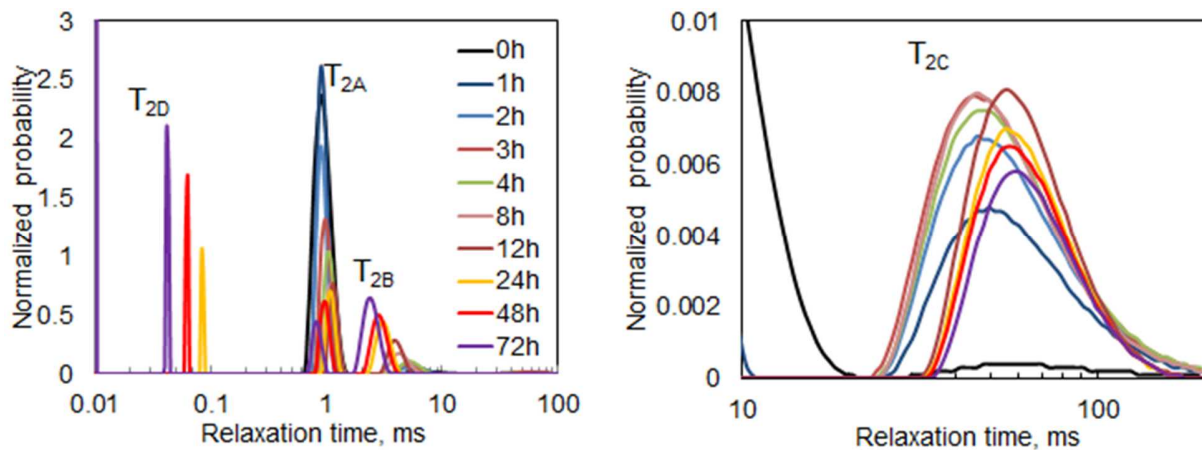 Normalized probability
3
2.5
2
1.5
1
0.5
0
T2D
T2A
T2B
0h
1h
2h
3h
4h
8h
12h
24h
48h
72h
0.01
0.1
1
10
100
Relaxation time, ms
Normalized probability
0.01
0.008
0.006
0.004
0.002
0
T2C
10
100
Relaxation time, ms